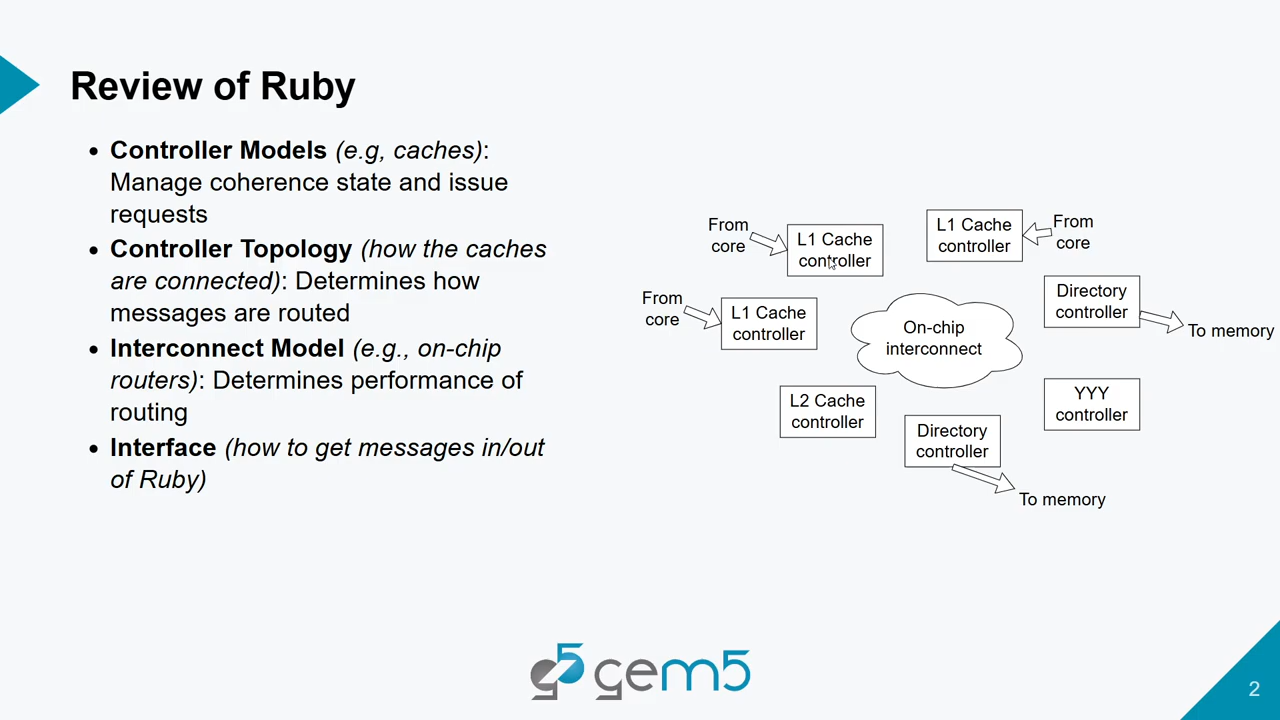 Review of Ruby
• Controller Models (e.g, caches):
Manage coherence state and issue
requests
• Controller Topology (how the caches
are connected): Determines how
messages are routed
• Interconnect Model (e.g., on-chip
routers): Determines performance of
routing
• Interface (how to get messages in/out
of Ruby)
From
core
L1 Cache
controller
L1 Cache
controller
From
core
From
core
L1 Cache
controller
On-chip
interconnect
Directory
controller
To memory
L2 Cache
controller
Directory
controller
YYY
controller
To memory
g5 gem5
2